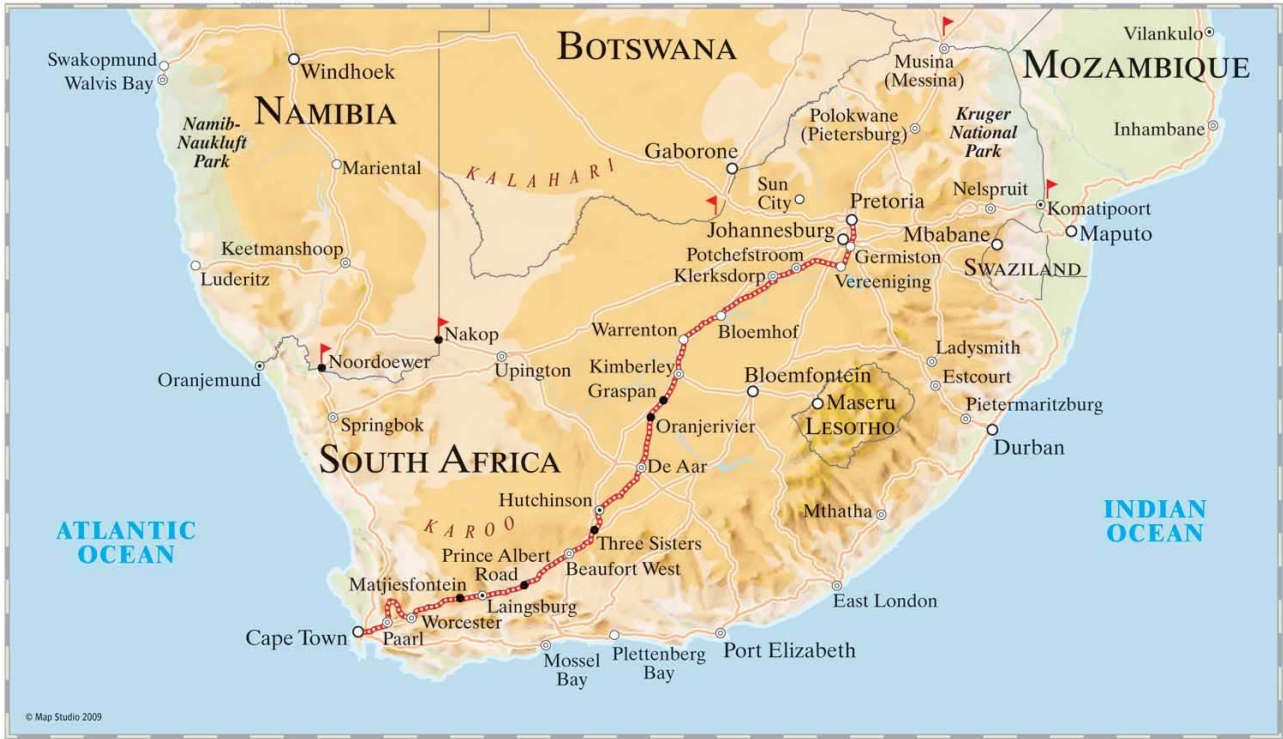 BOTSWANA
MOZAMBIQUE
NAMIBIA
Swakopmund
Walvis Bay
Windhoek
Musina
(Messina)
Vilankulo
Namib-
Naukluft
Park
Mariental
KALAHARI
Gaborone
Polokwane
(Pietersburg)
Kruger
National
Park
Inhambane
Sun
City
Pretoria
Nelspruit
Komatipoort
Johannesburg
Mbabane
Maputo
Keetmanshoop
Luderitz
Potchefstroom
Klerksdorp
Germiston
Vereeniging
SWAZILAND
Nakop
Warrenton
Bloemhof
Noordoewer
Oranjemund
Upington
Kimberley
Graspan
Bloemfontein
Ladysmith
Estcourt
Maseru
LESOTHO
Pietermaritzburg
Durban
Springbok
Oranjerivier
SOUTH AFRICA
De Aar
Hutchinson
KAROO
Mthatha
ATLANTIC
OCEAN
INDIAN
OCEAN
Three Sisters
Prince Albert
Road
Beaufort West
Matjiesfontein
Laingsburg
Worcester
Cape Town
Paarl
East London
Mossel
Bay
Plettenberg
Bay
Port Elizabeth
© Map Studio 2009